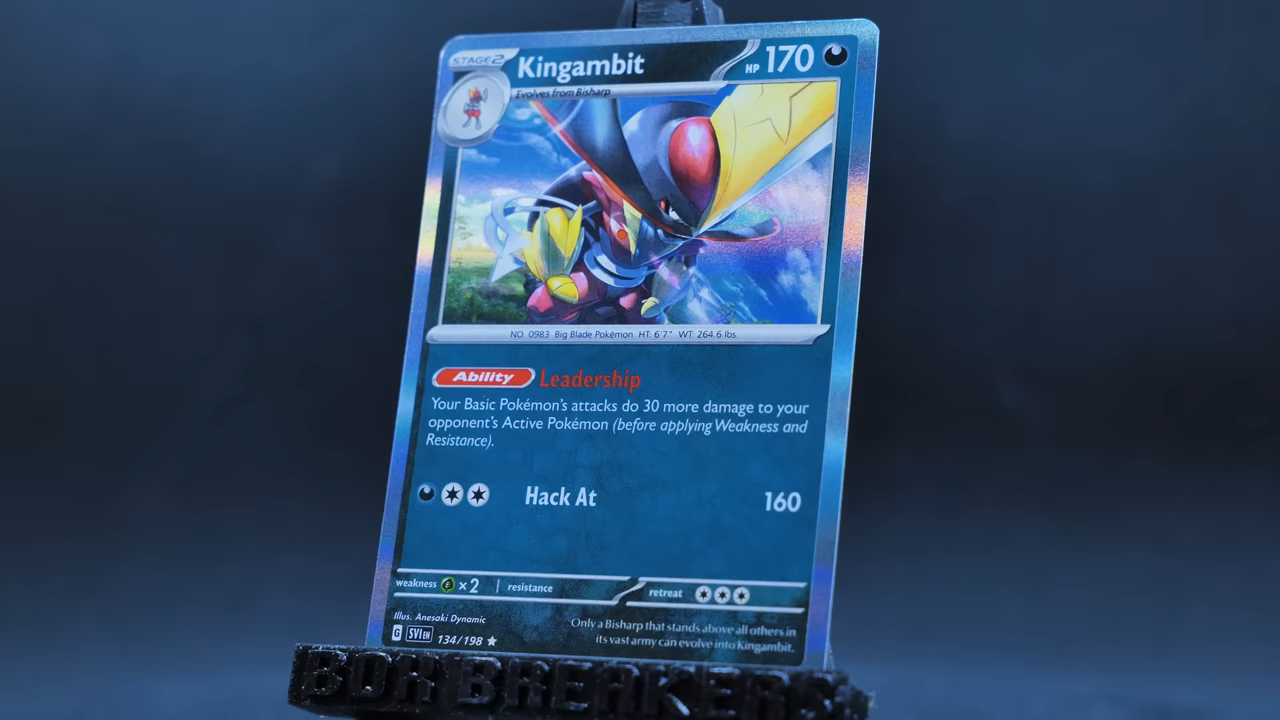 STAGE2 Kingambit HP 170
Evolves from Bisharp
NO. 0983 Big Blade Pokémon HT: 6'7" WT: 264.6 lbs.
Ability Leadership
Your Basic Pokémon's attacks do 30 more damage to your
opponent's Active Pokémon (before applying Weakness and
Resistance).
Hack At 160
weakness ×2 resistance retreat
Illus. Anesaki Dynamic
Only a Bisharp that stands above all others in
its vast army can evolve into Kingambit.
G SVI EN 134/198
BOX BREAKERS